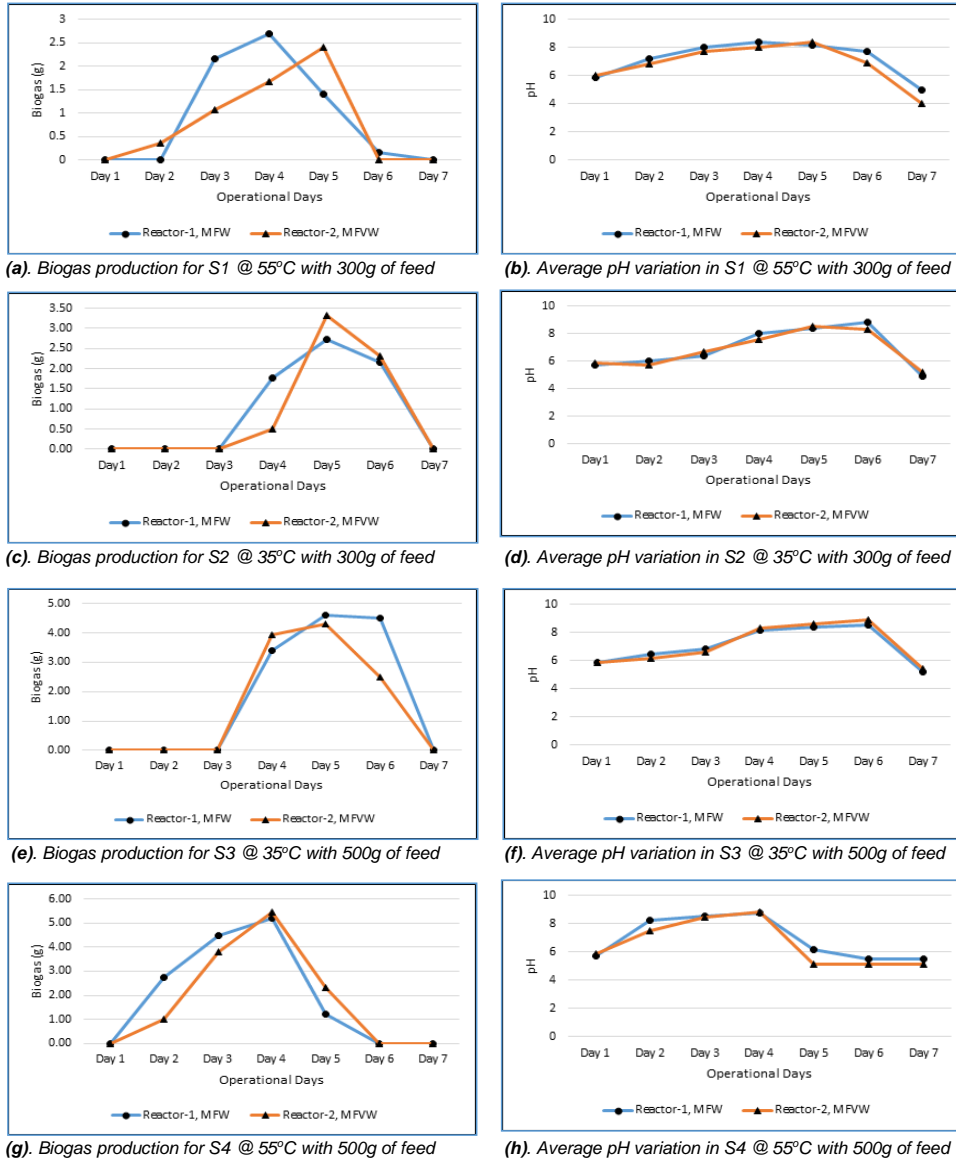 3
2.5
2
1.5
1
0.5
0
Biogas (g)
Day 1 Day 2 Day 3 Day 4 Day 5 Day 6 Day 7
Operational Days
Reactor-1, MFW Reactor-2, MFVW
(a). Biogas production for S1 @ 55°C with 300g of feed
10
8
6
4
2
0
pH
Day 1 Day 2 Day 3 Day 4 Day 5 Day 6 Day 7
Operational Days
Reactor-1, MFW Reactor-2, MFVW
(b). Average pH variation in S1 @ 55°C with 300g of feed
3.50
3.00
2.50
2.00
1.50
1.00
0.50
0.00
Biogas (g)
Day1 Day2 Day3 Day4 Day5 Day6 Day7
Operational Days
Reactor-1, MFW Reactor-2, MFVW
(c). Biogas production for S2 @ 35°C with 300g of feed
10
8
6
4
2
0
pH
Day1 Day2 Day3 Day4 Day5 Day6 Day7
Operational Days
Reactor-1, MFW Reactor-2, MFVW
(d). Average pH variation in S2 @ 35°C with 300g of feed
5.00
4.00
3.00
2.00
1.00
0.00
Biogas (g)
Day 1 Day 2 Day 3 Day 4 Day 5 Day 6 Day 7
Operational Days
Reactor-1, MFW Reactor-2, MFVW
(e). Biogas production for S3 @ 35°C with 500g of feed
10
8
6
4
2
0
pH
Day 1 Day 2 Day 3 Day 4 Day 5 Day 6 Day 7
Operational Days
Reactor-1, MFW Reactor-2, MFVW
(f). Average pH variation in S3 @ 35°C with 500g of feed
6.00
5.00
4.00
3.00
2.00
1.00
0.00
Biogas (g)
Day 1 Day 2 Day 3 Day 4 Day 5 Day 6 Day 7
Operational Days
Reactor-1, MFW Reactor-2, MFVW
(g). Biogas production for S4 @ 55°C with 500g of feed
10
8
6
4
2
0
pH
Day 1 Day 2 Day 3 Day 4 Day 5 Day 6 Day 7
Operational Days
Reactor-1, MFW Reactor-2, MFVW
(h). Average pH variation in S4 @ 55°C with 500g of feed